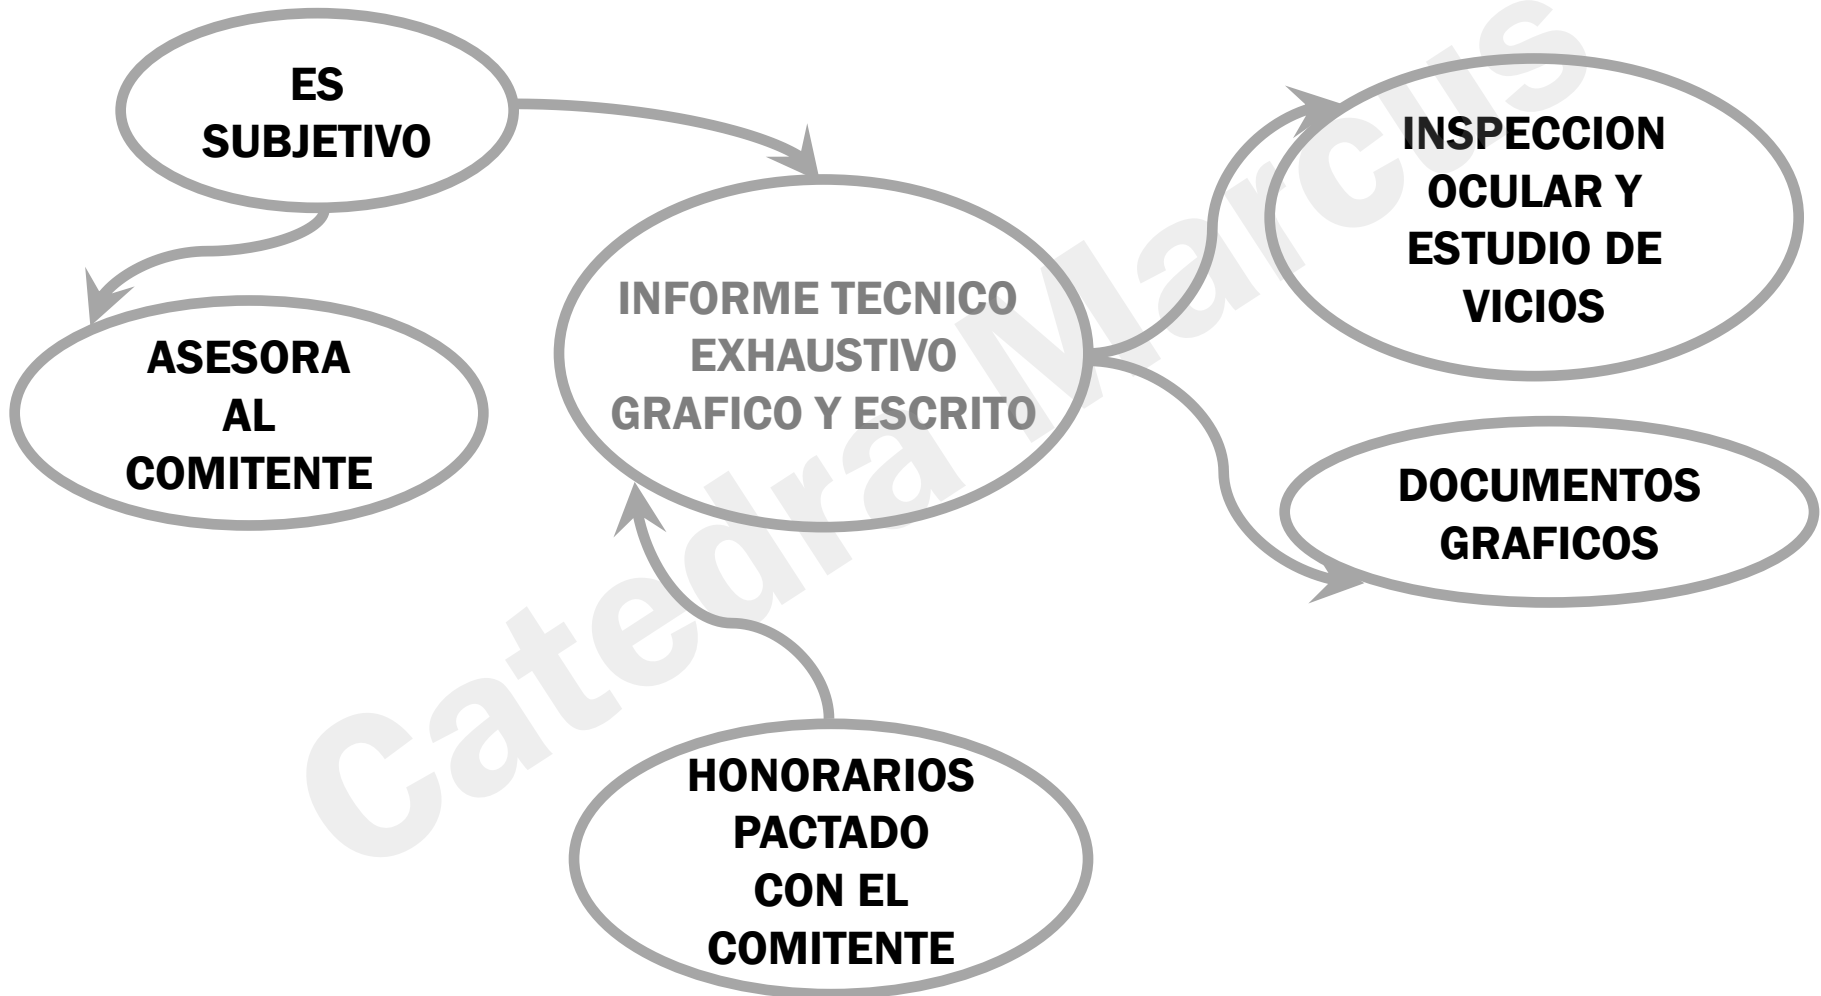 ES
SUBJETIVO
ASESORA
AL
COMITENTE
INFORME TECNICO
EXHAUSTIVO
GRAFICO Y ESCRITO
INSPECCION
OCULAR Y
ESTUDIO DE
VICIOS
DOCUMENTOS
GRAFICOS
HONORARIOS
PACTADO
CON EL
COMITENTE
Catedra Marcus